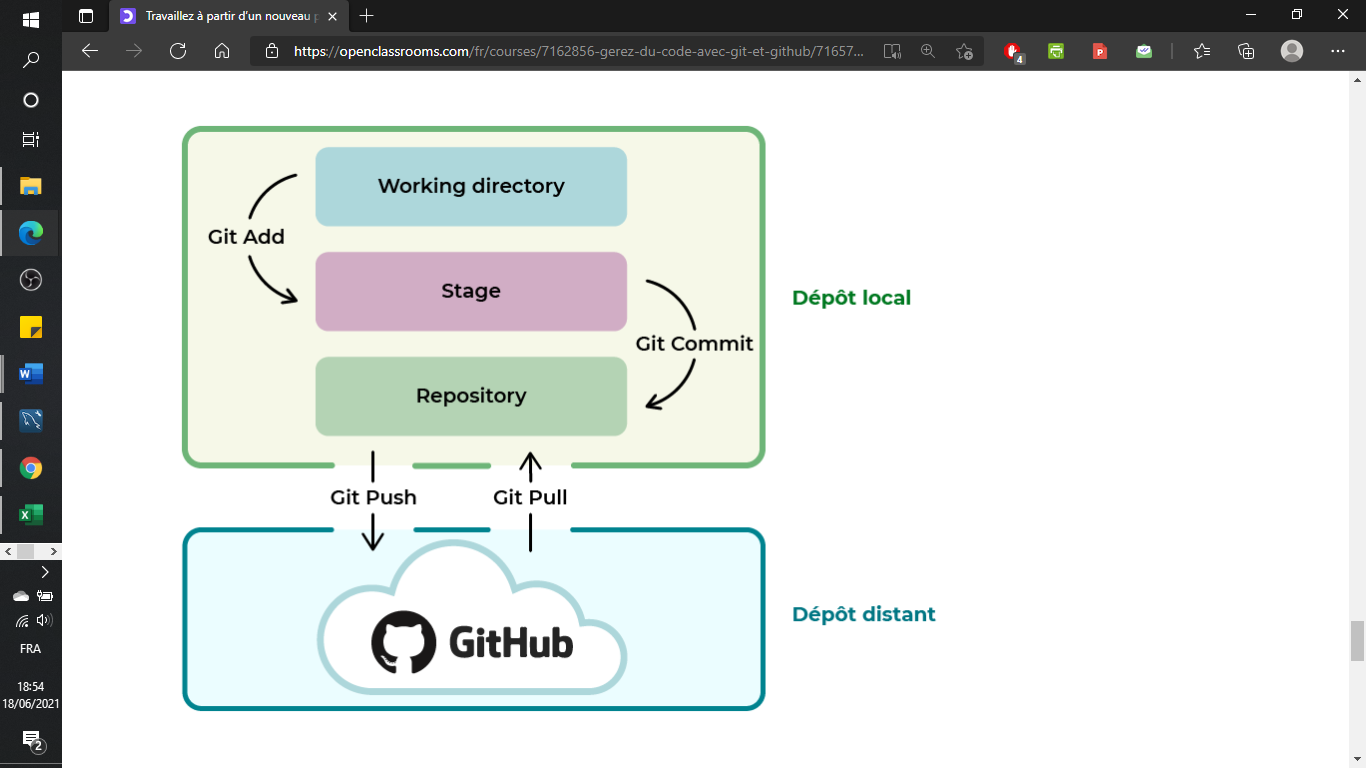 Travaillez à partir d'un nouveau p
https://openclassrooms.com/fr/courses/7162856-gerez-du-code-avec-git-et-github/71657...
4
Working directory
Git Add
Stage
Dépôt local
Git Commit
Repository
Git Push
Git Pull
GitHub
Dépôt distant
FRA
18:54
18/06/2021
2